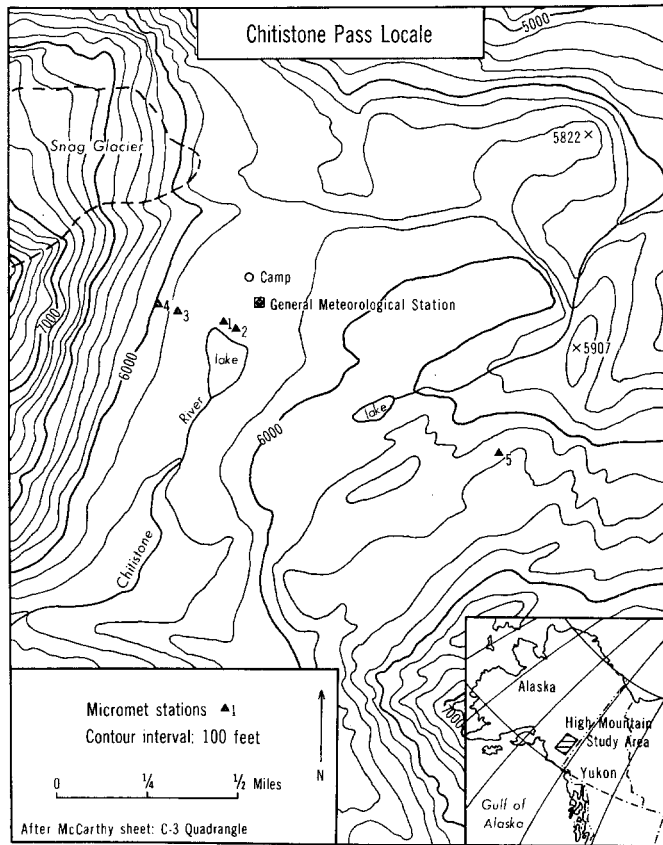 Chitistone Pass Locale
5000
5822 ×
Snag Glacier
7000
Camp
General Meteorological Station
4
3
1
2
6000
lake
×5907
River
6000
lake
5
Chitistone
7000
Micromet stations ▲1
Contour interval: 100 feet
0 1/4 1/2 Miles
N
After McCarthy sheet: C-3 Quadrangle
Alaska
High Mountain
Study Area
Yukon
Gulf of
Alaska